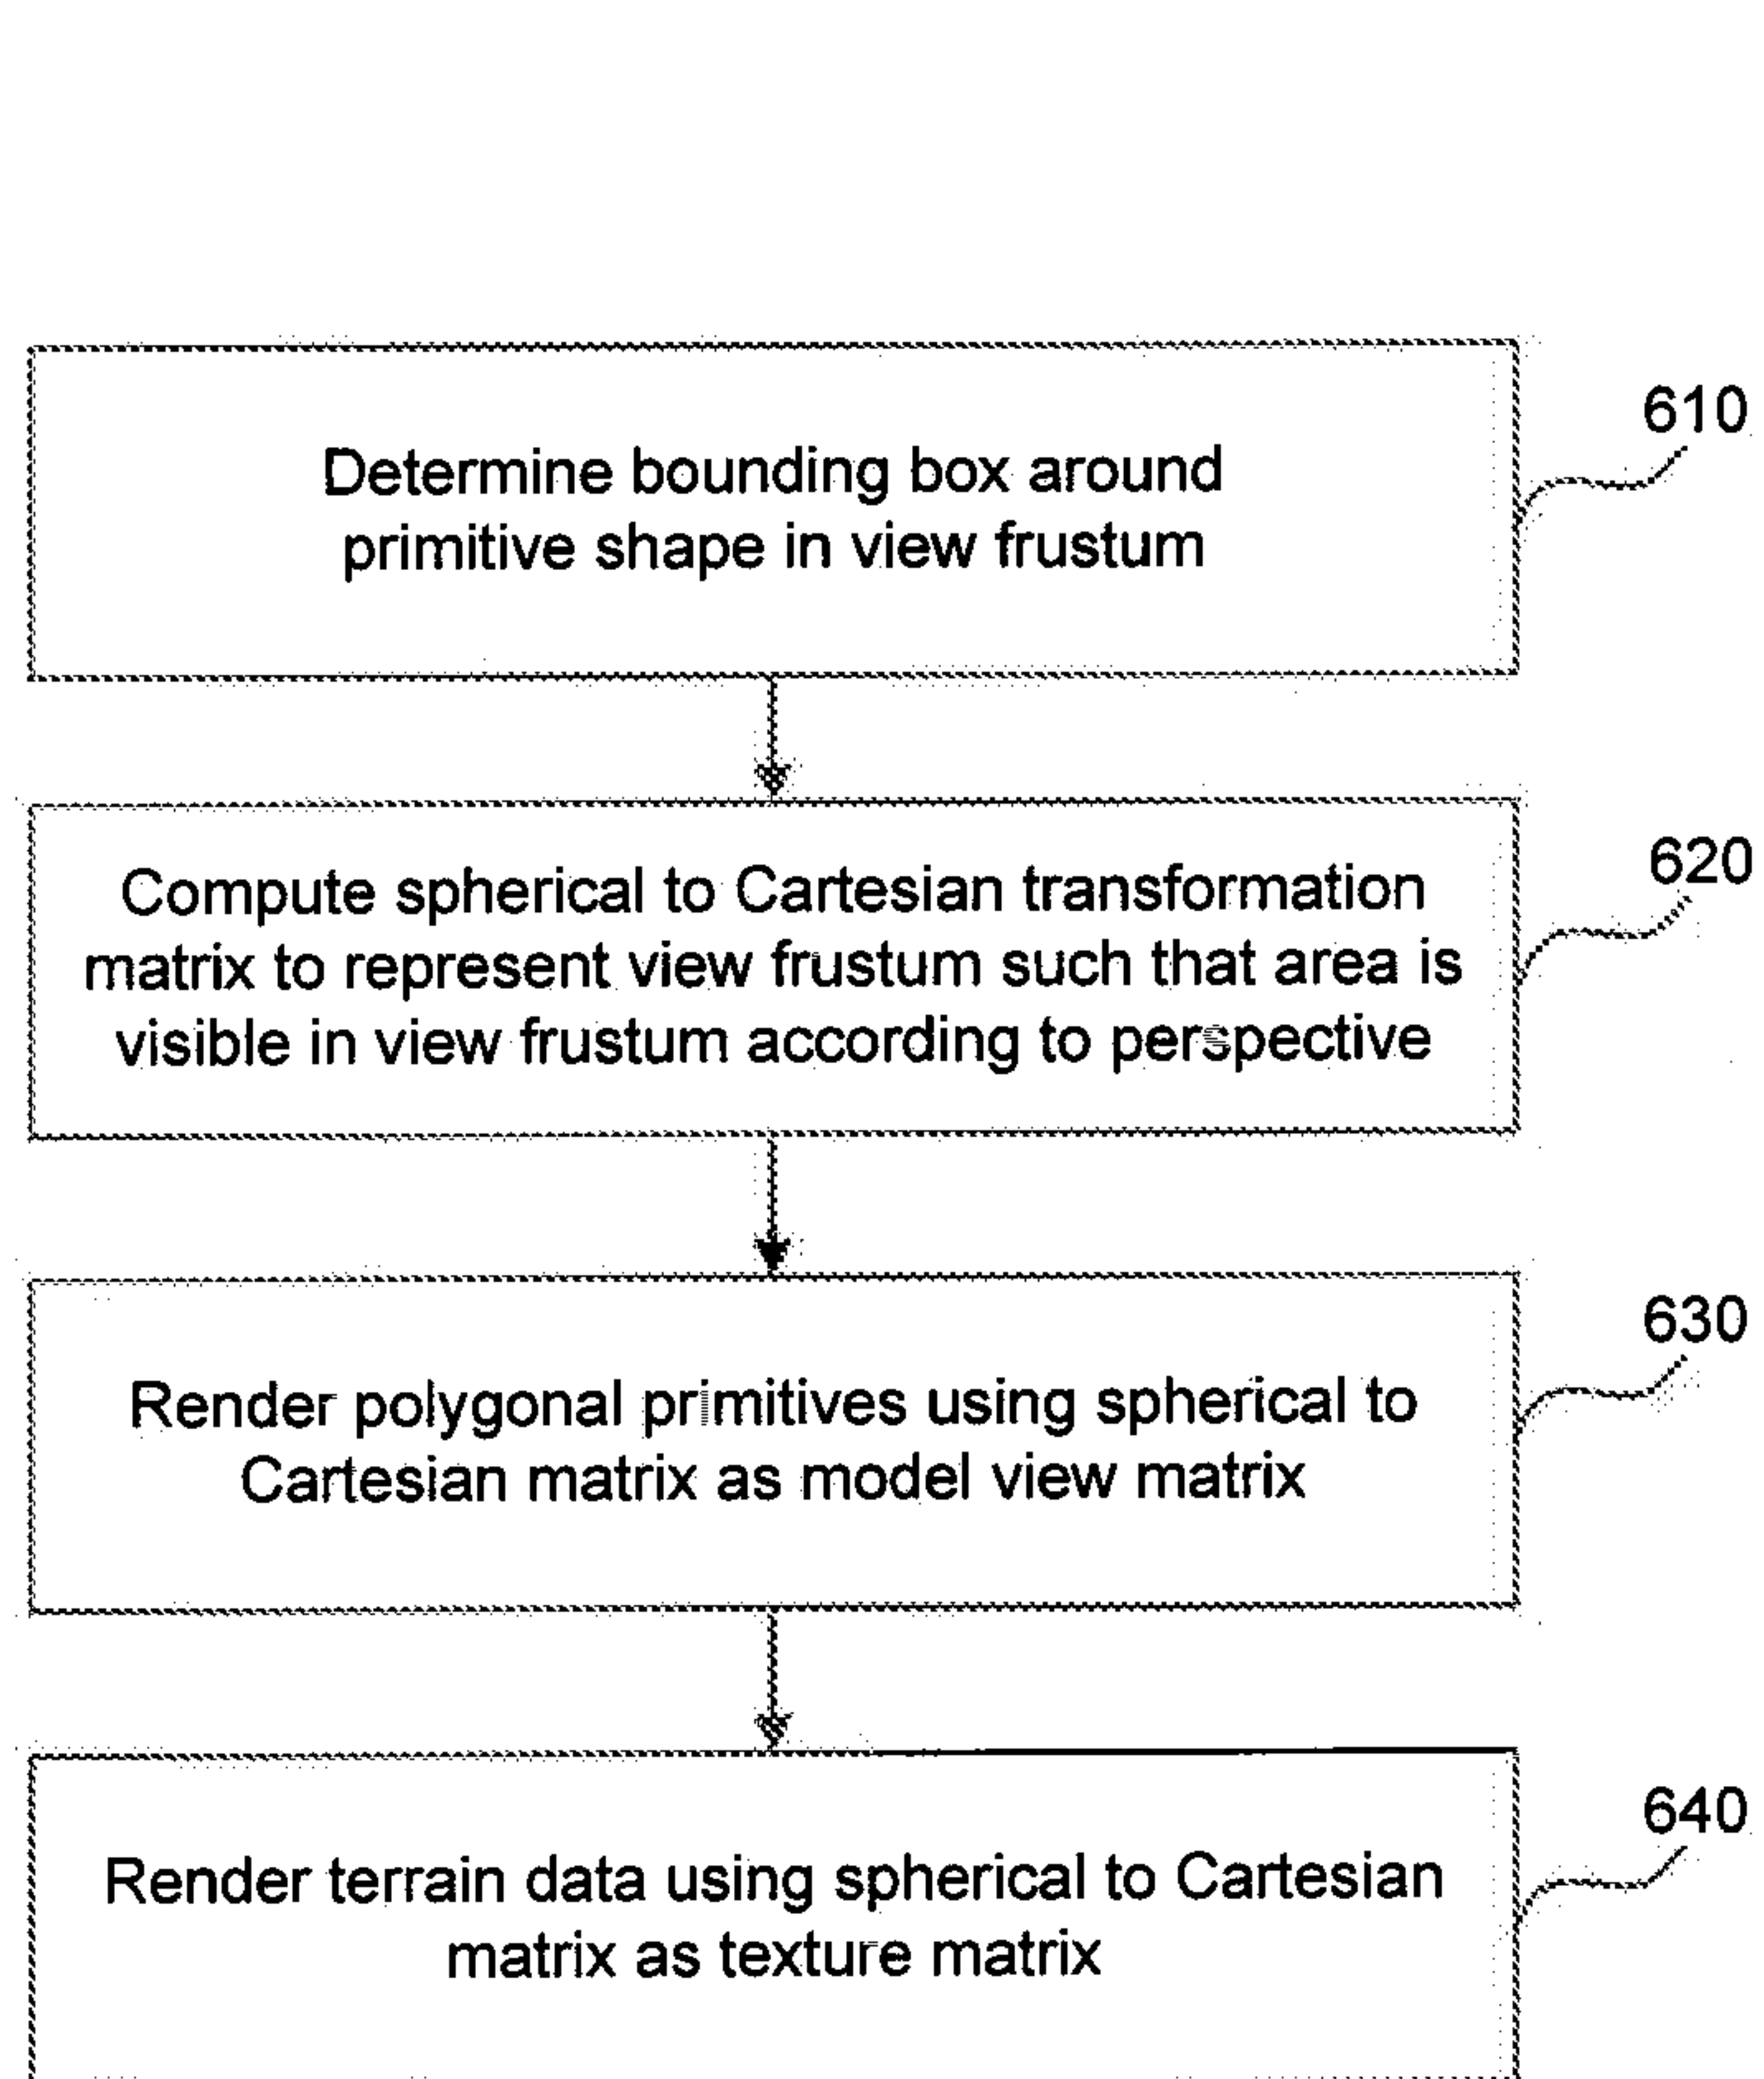 610
Determine bounding box around
primitive shape in view frustum
620
Compute spherical to Cartesian transformation
matrix to represent view frustum such that area is
visible in view frustum according to perspective
630
Render polygonal primitives using spherical to
Cartesian matrix as model view matrix
640
Render terrain data using spherical to Cartesian
matrix as texture matrix